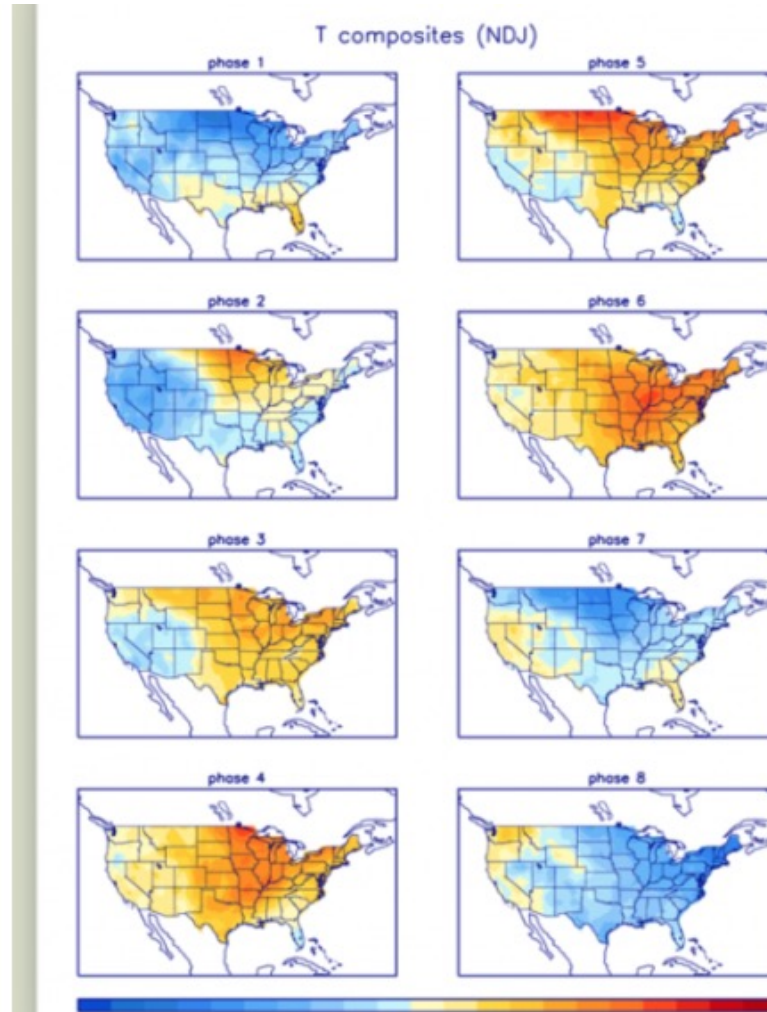 T composites (NDJ)
phase 1
phase 5
phase 2
phase 6
phase 3
phase 7
phase 4
phase 8